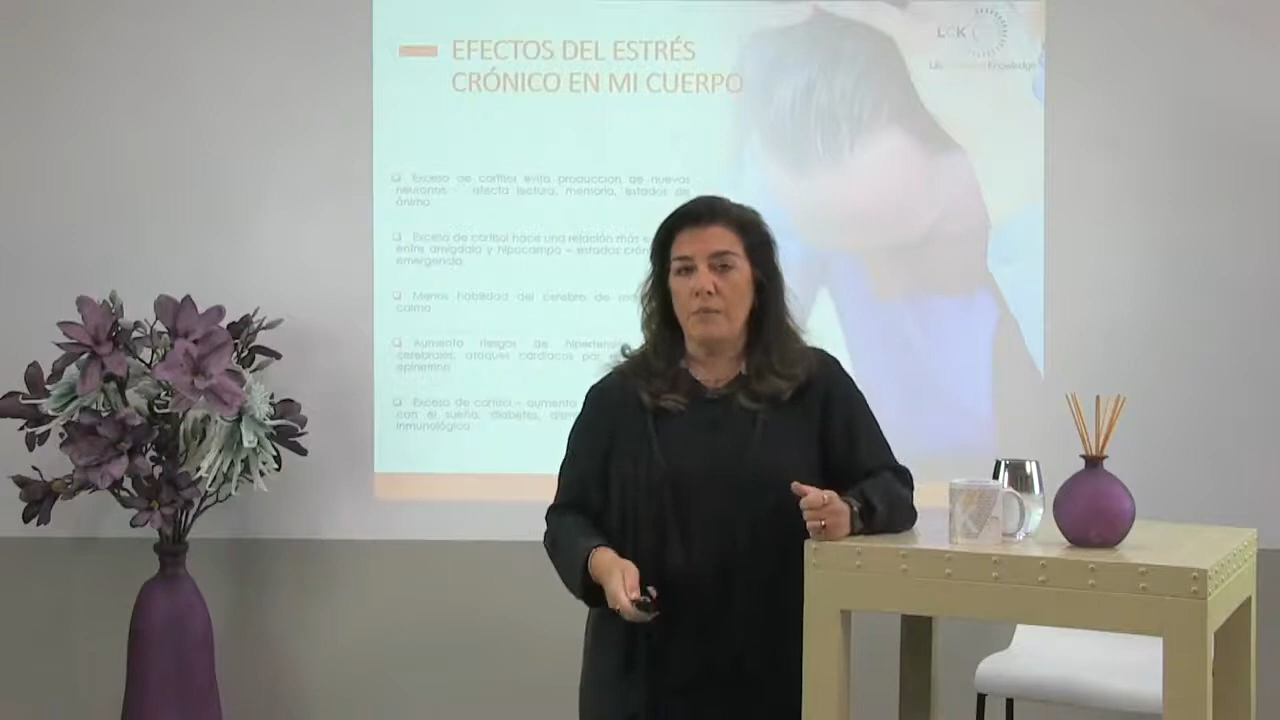 LCK
EFECTOS DEL ESTRÉS
CRÓNICO EN MI CUERPO
Knowledge
Exceso de cortisol evita producción de nuevas
neuronas - afecta lectura, memoria, estados de
ánimo
Exceso de cortisol hace una relación más
entre amígdala y hipocampo – estados
emergencia
Menos habilidad del cerebro de
calma
Aumento riesgos de
cerebrales, ataques cardíacos por
epinefrina
Exceso de cortisol – aumento
con el sueño, diabetes,
inmunológico
K